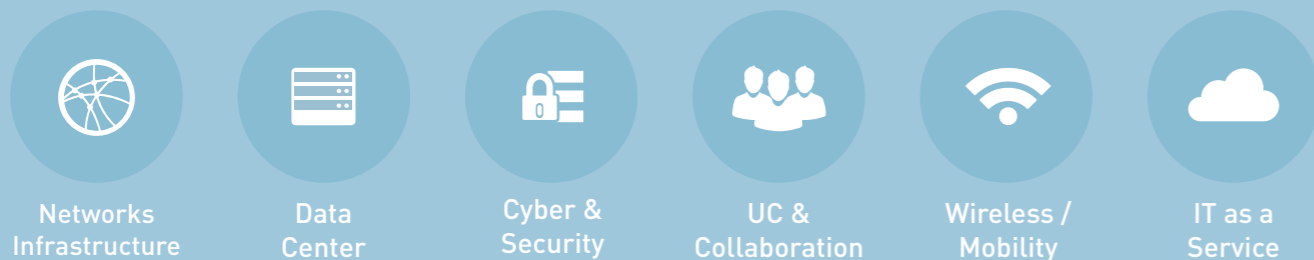 Networks
Infrastructure
Data
Center
Cyber &
Security
UC &
Collaboration
Wireless /
Mobility
IT as a
Service